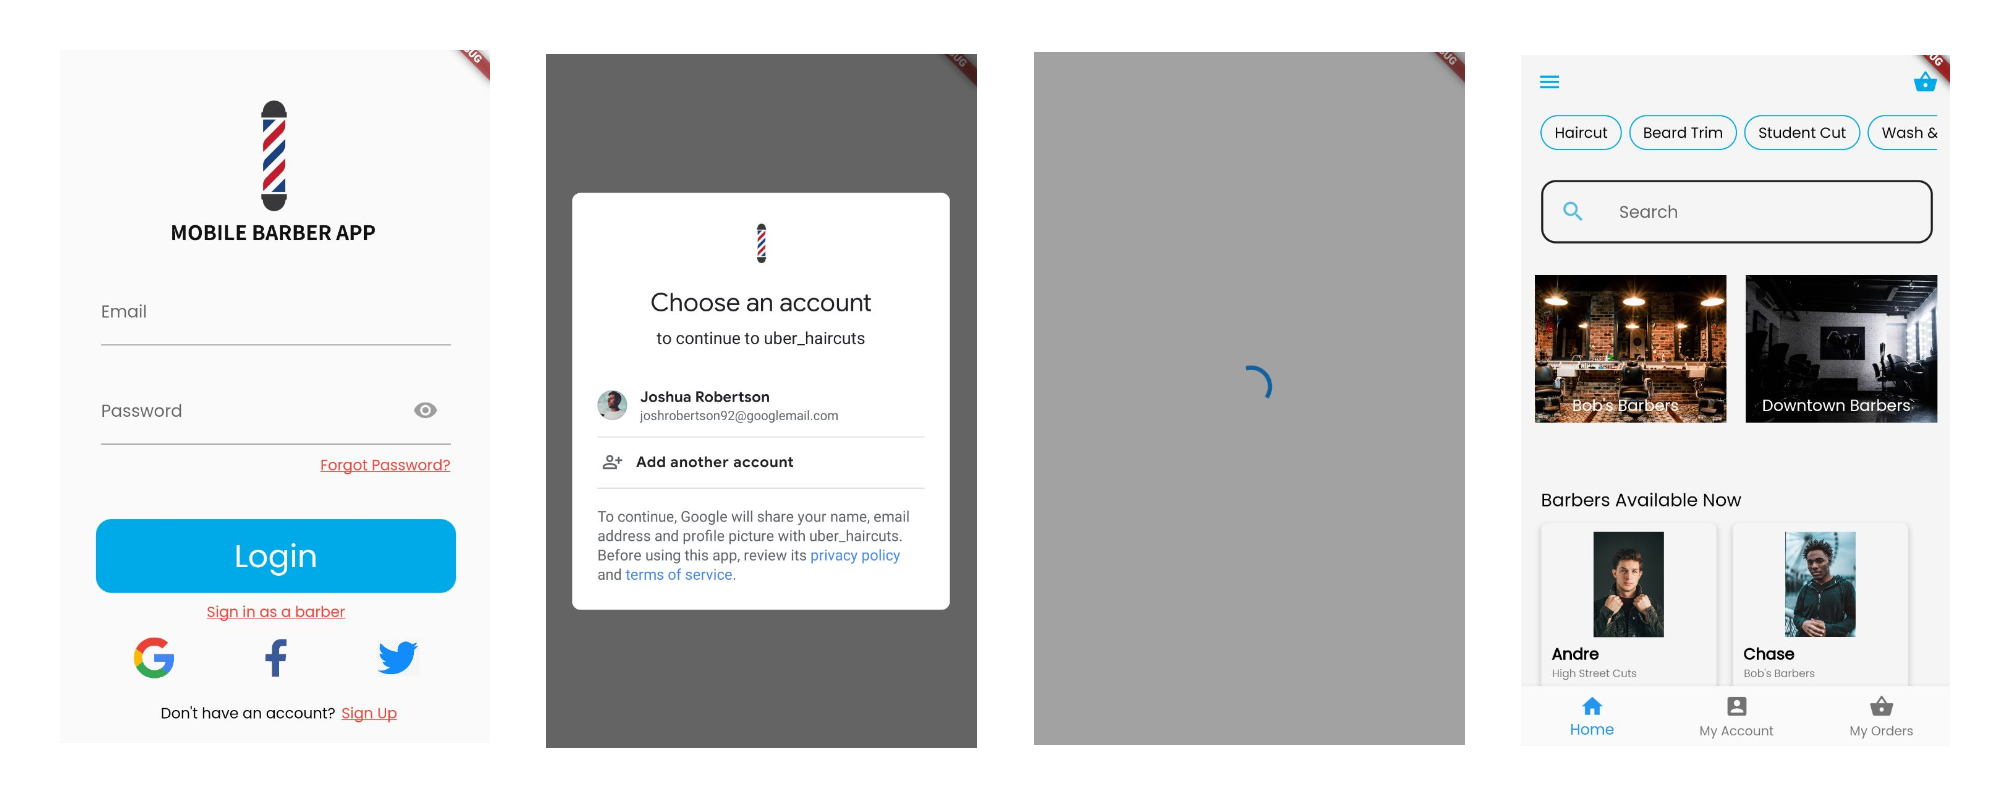 UG
MOBILE BARBER APP
Email
Password
Forgot Password?
Login
Sign in as a barber
Don't have an account? Sign Up
UG
Choose an account
to continue to uber_haircuts
Joshua Robertson
joshrobertson92@googlemail.com
Add another account
To continue, Google will share your name, email
address and profile picture with uber_haircuts.
Before using this app, review its privacy policy
and terms of service.
UG
UG
Haircut Beard Trim Student Cut Wash &
Search
Bob's Barbers Downtown Barbers
Barbers Available Now
Andre Chase
High Street Cuts Bob's Barbers
Home My Account My Orders